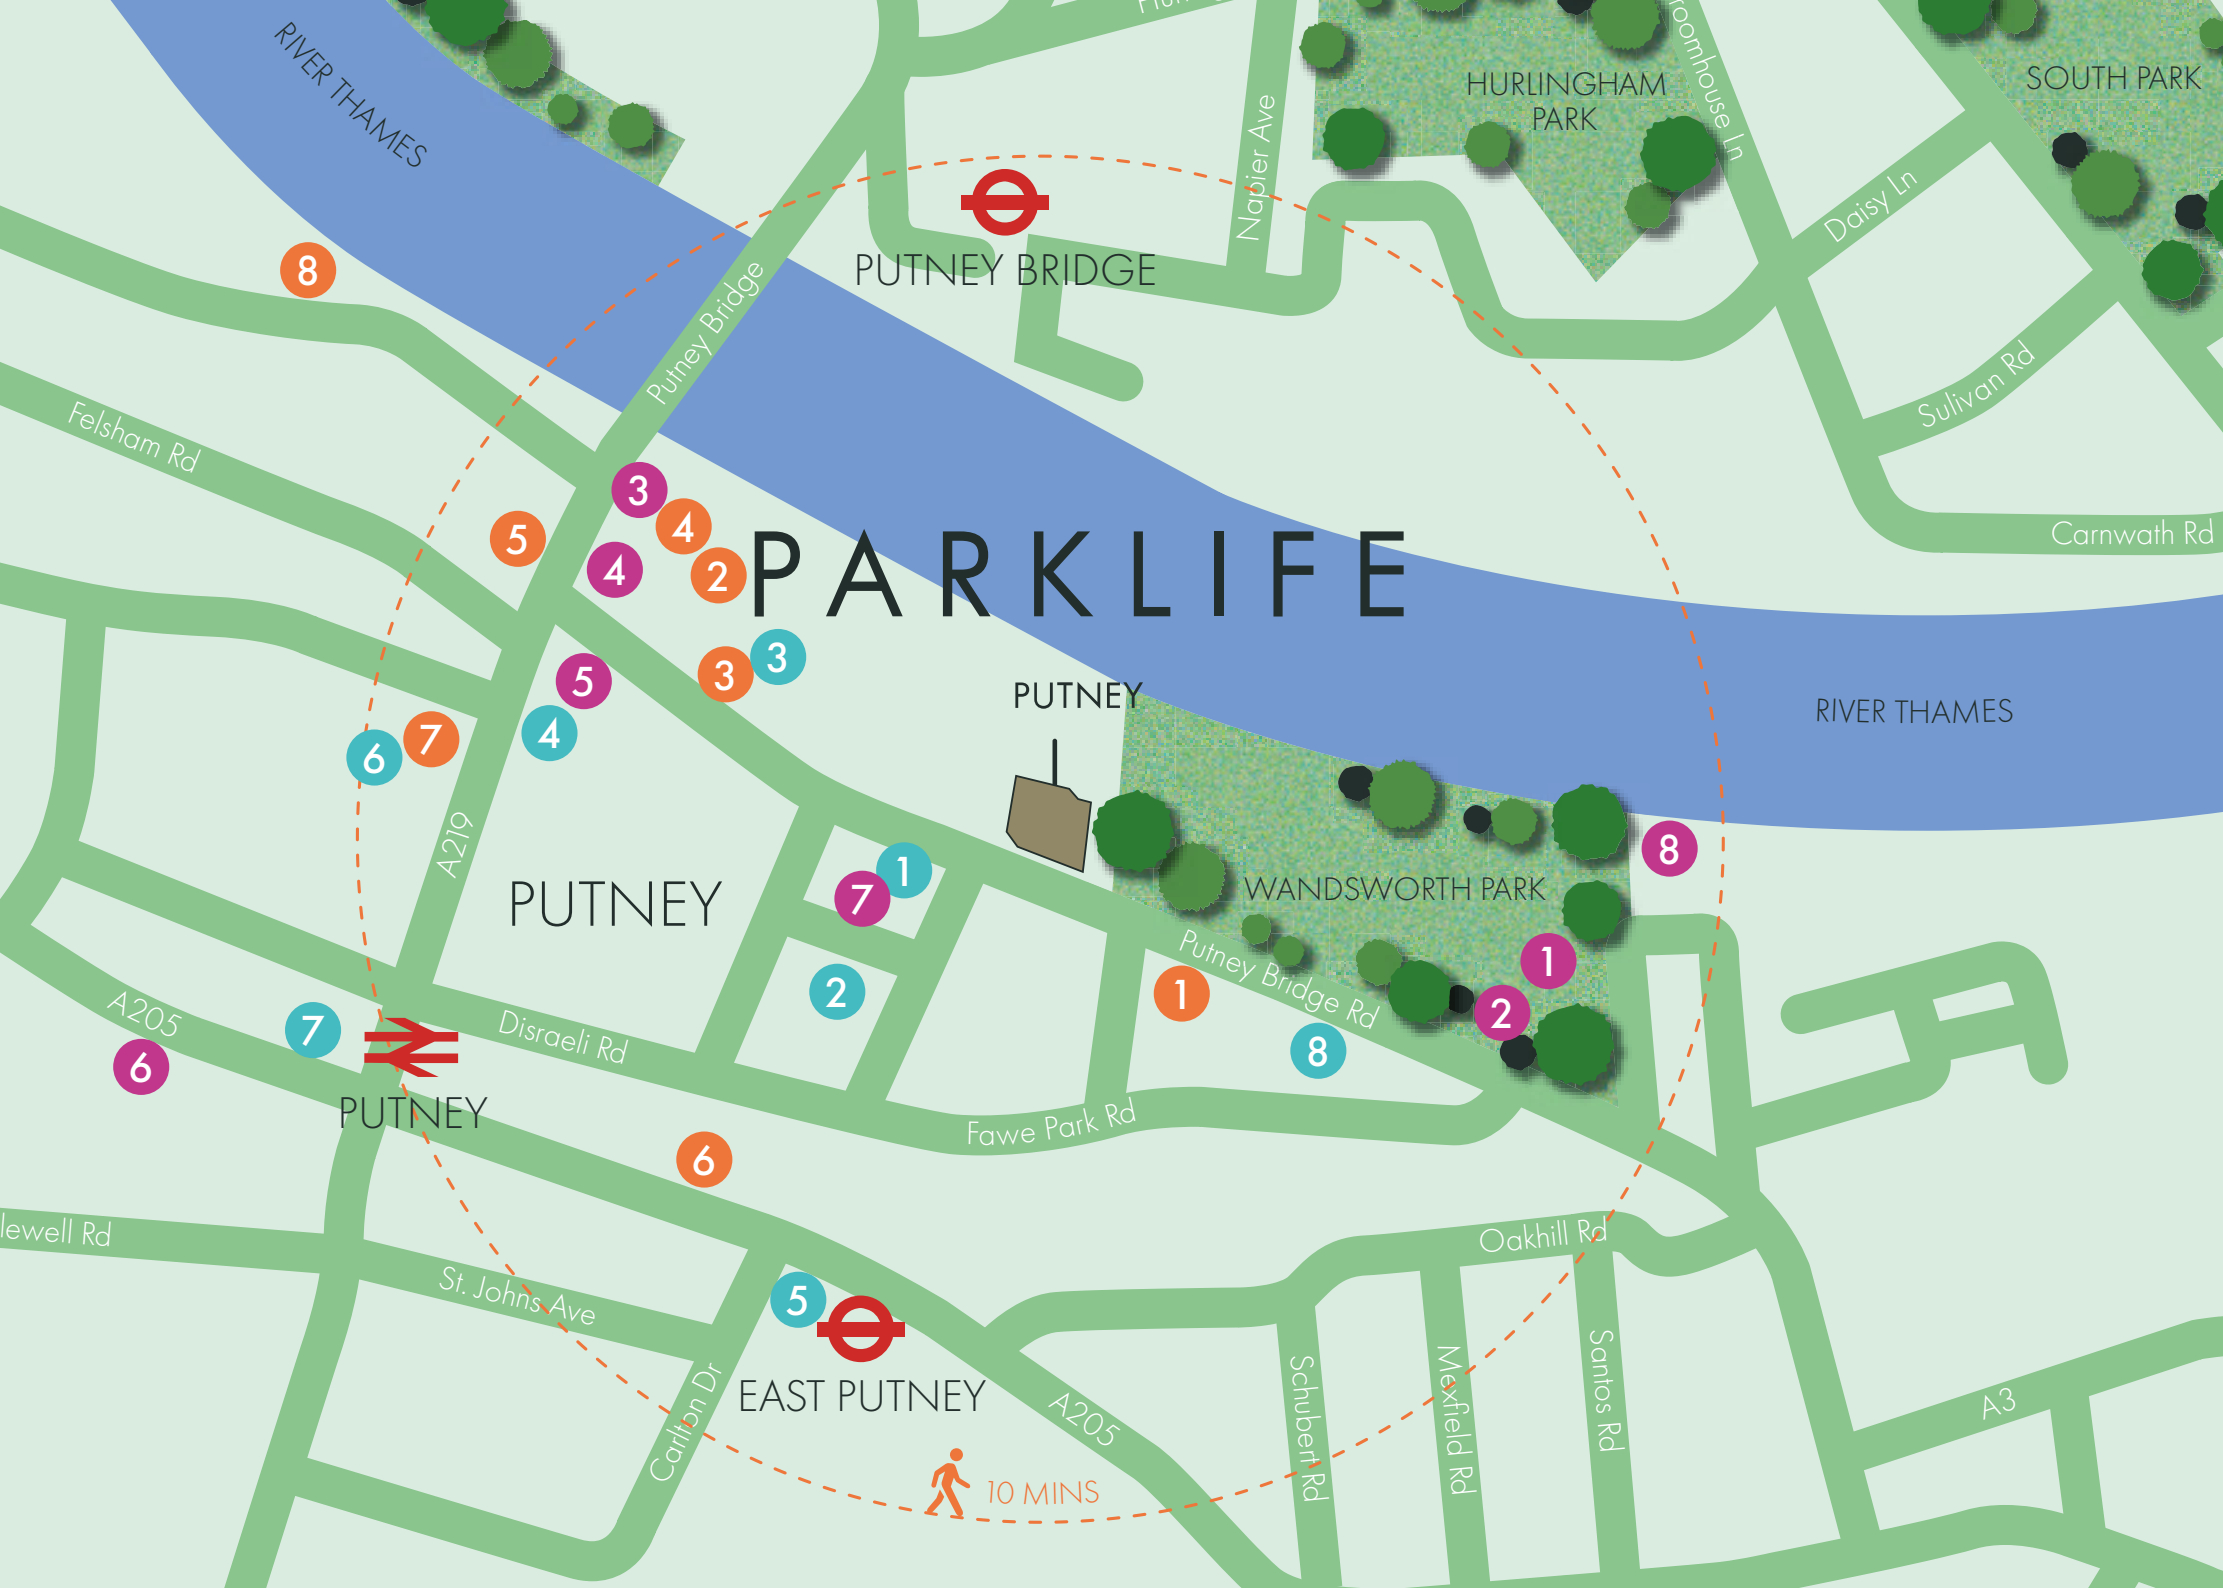 RIVER THAMES
HURLINGHAM
PARK
SOUTH PARK
Napier Ave
Daisy Ln
PUTNEY BRIDGE
8
Putney Bridge
Sulivan Rd
Felsham Rd
3
4
5
4
2
PARKLIFE
Carnwath Rd
3
3
5
PUTNEY
RIVER THAMES
4
7
6
A219
1
7
PUTNEY
8
WANDSWORTH PARK
1
2
1
2
Putney Bridge Rd
A205
7
Disraeli Rd
8
6
PUTNEY
Fawe Park Rd
6
lewell Rd
Oakhill Rd
St. Johns Ave
5
EAST PUTNEY
Carlton Dr
A205
Schubert Rd
Mexfield Rd
Santos Rd
A3
10 MINS